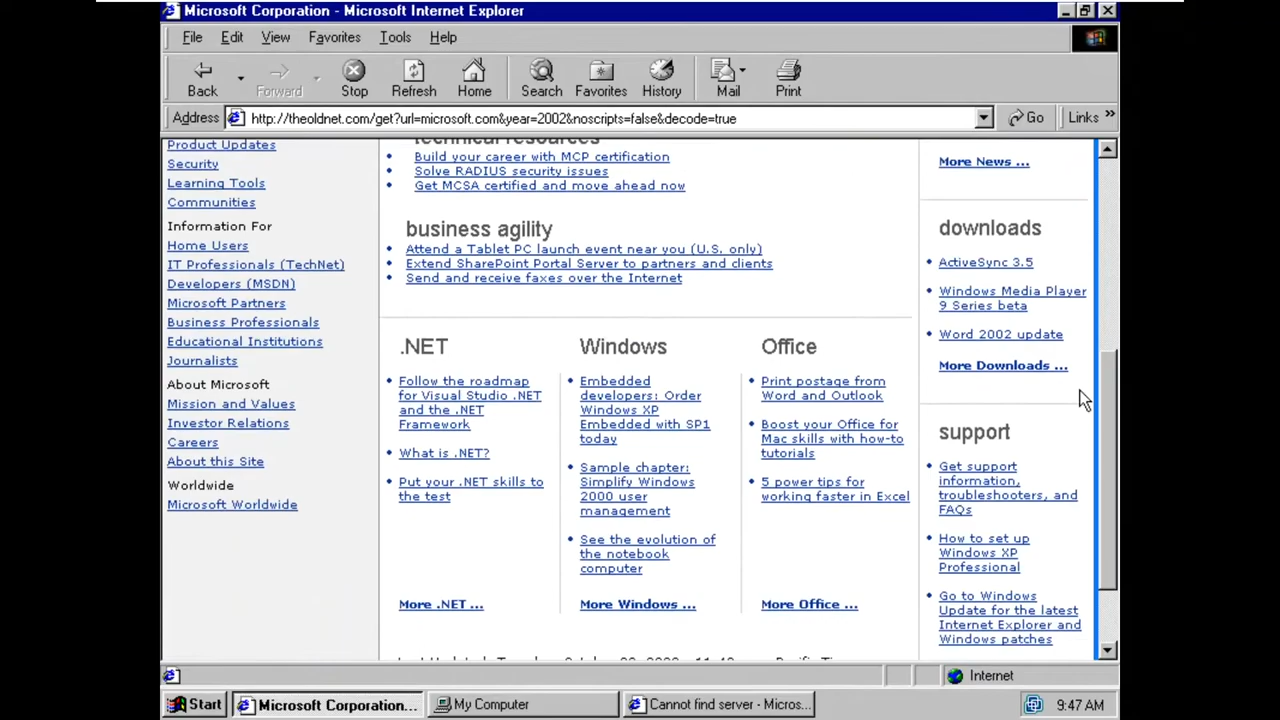 Microsoft Corporation - Microsoft Internet Explorer
File Edit View Favorites Tools Help
Back Forward Stop Refresh Home Search Favorites History Mail Print
Address http://theoldnet.com/get?url=microsoft.com&year=2002&noscripts=false&decode=true Go Links »
Product Updates
Security
Learning Tools
Communities
Information For
Home Users
IT Professionals (TechNet)
Developers (MSDN)
Microsoft Partners
Business Professionals
Educational Institutions
Journalists
About Microsoft
Mission and Values
Investor Relations
Careers
About this Site
Worldwide
Microsoft Worldwide
technical resources
Build your career with MCP certification
Solve RADIUS security issues
Get MCSA certified and move ahead now
business agility
Attend a Tablet PC launch event near you (U.S. only)
Extend SharePoint Portal Server to partners and clients
Send and receive faxes over the Internet
.NET
Follow the roadmap
for Visual Studio .NET
and the .NET
Framework
What is .NET?
Put your .NET skills to
the test
More .NET ...
Windows
Embedded
developers: Order
Windows XP
Embedded with SP1
today
Sample chapter:
Simplify Windows
2000 user
management
See the evolution of
the notebook
computer
More Windows ...
Office
Print postage from
Word and Outlook
Boost your Office for
Mac skills with how-to
tutorials
5 power tips for
working faster in Excel
More Office ...
More News ...
downloads
ActiveSync 3.5
Windows Media Player
9 Series beta
Word 2002 update
More Downloads ...
support
Get support
information,
troubleshooters, and
FAQs
How to set up
Windows XP
Professional
Go to Windows
Update for the latest
Internet Explorer and
Windows patches
Internet
Start Microsoft Corporation... My Computer Cannot find server - Micros... 9:47 AM